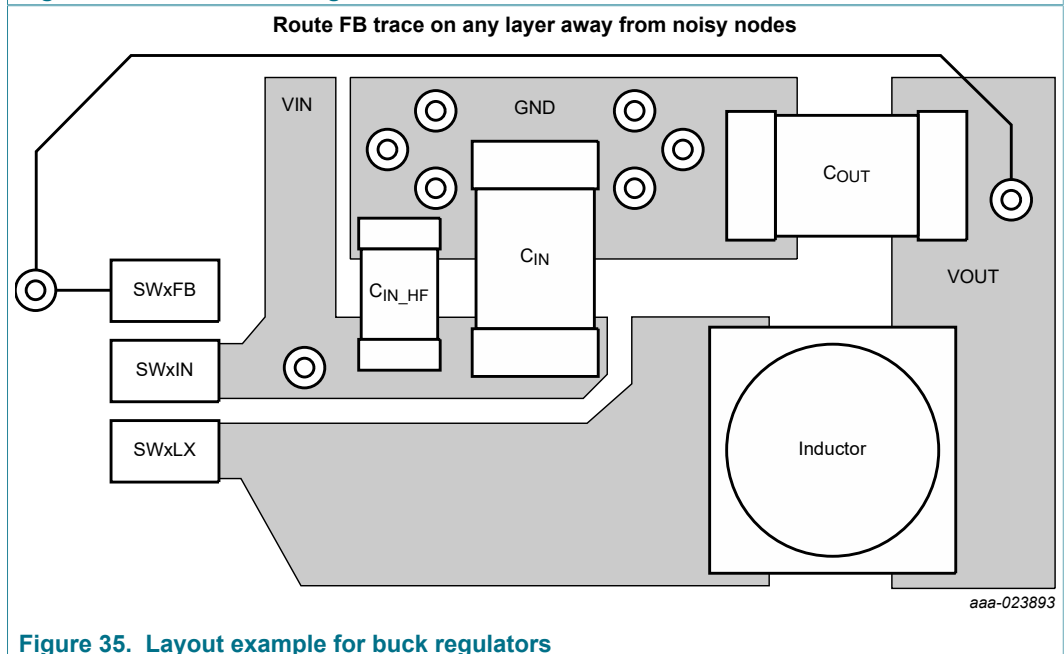 Route FB trace on any layer away from noisy nodes
VIN
GND
COUT
CIN
CIN_HF
VOUT
SWxFB
SWxIN
SWxLX
Inductor
aaa-023893
Figure 35. Layout example for buck regulators